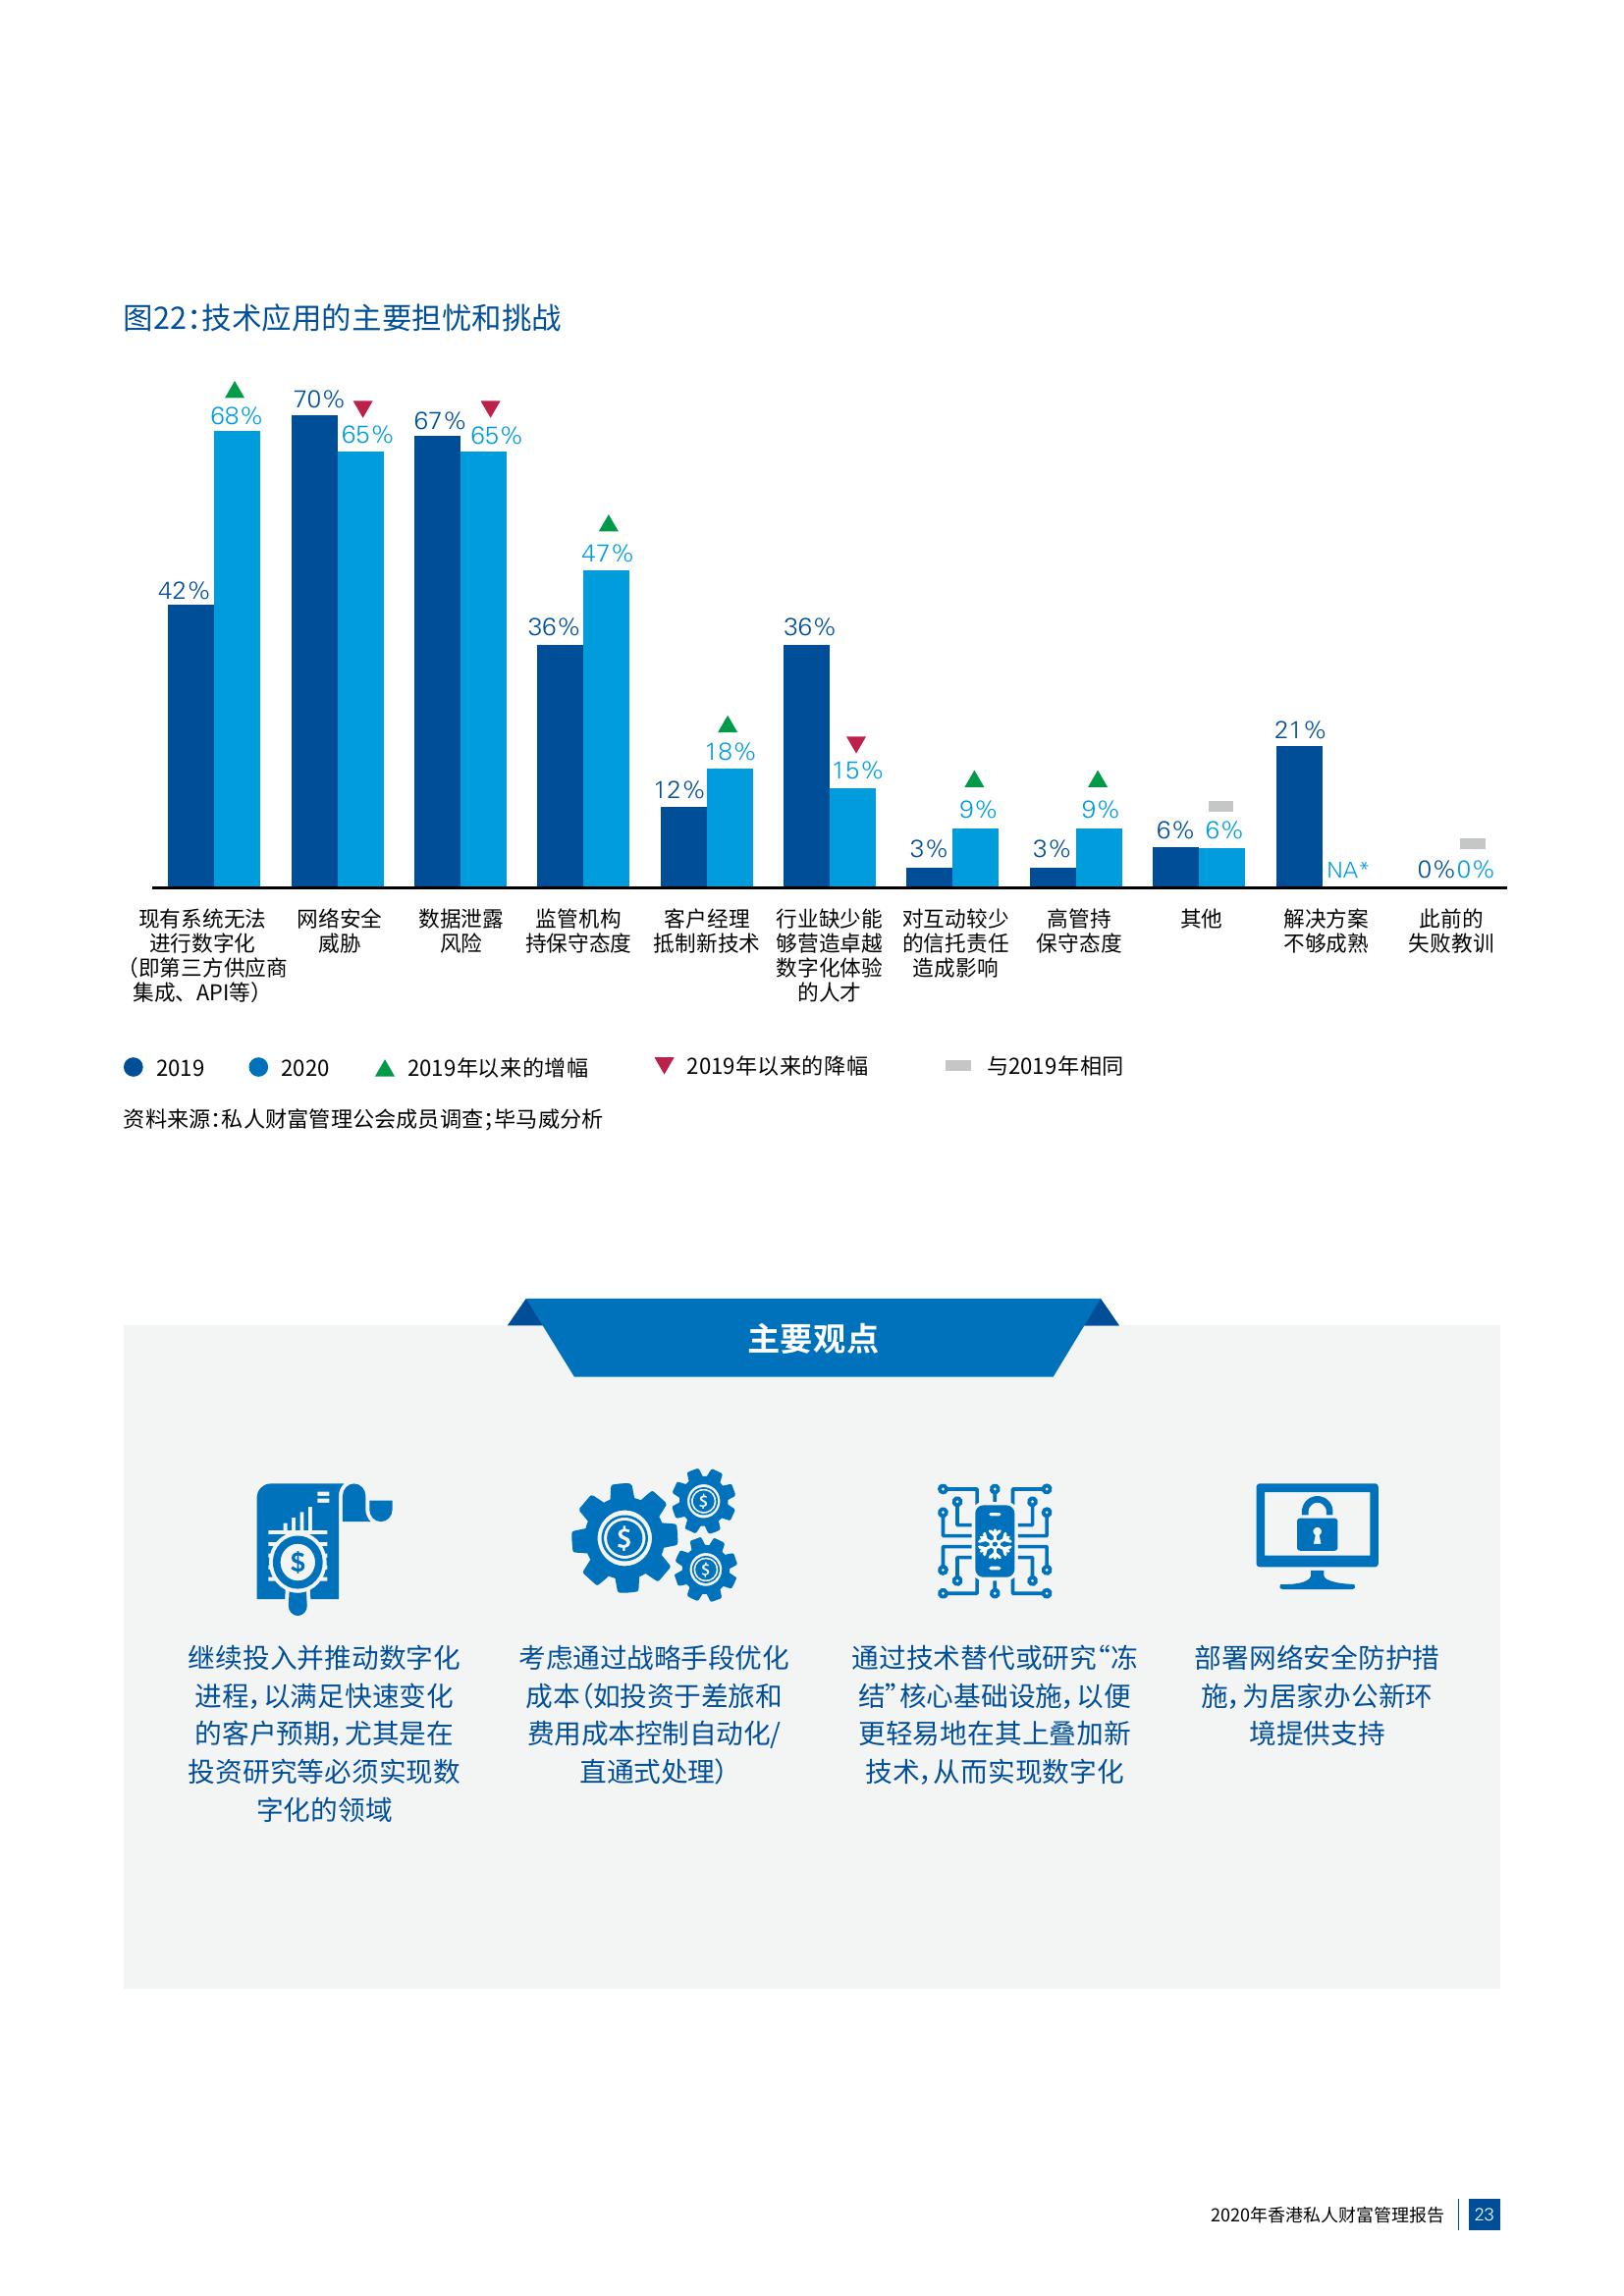 图22：技术应用的主要担忧和挑战
42%
68%
70%
65%
67%
65%
36%
47%
12%
18%
36%
15%
3%
9%
3%
9%
6%
6%
21%
NA*
0%
0%
现有系统无法
进行数字化
（即第三方供应商
集成、API等）
网络安全
威胁
数据泄露
风险
监管机构
持保守态度
客户经理
抵制新技术
行业缺少能
够营造卓越
数字化体验
的人才
对互动较少
的信托责任
造成影响
高管持
保守态度
其他
解决方案
不够成熟
此前的
失败教训
2019
2020
2019年以来的增幅
2019年以来的降幅
与2019年相同
资料来源：私人财富管理公会成员调查；毕马威分析
主要观点
继续投入并推动数字化
进程，以满足快速变化
的客户预期，尤其是在
投资研究等必须实现数
字化的领域
考虑通过战略手段优化
成本（如投资于差旅和
费用成本控制自动化/
直通式处理）
通过技术替代或研究“冻
结”核心基础设施，以便
更轻易地在其上叠加新
技术，从而实现数字化
部署网络安全防护措
施，为居家办公新环
境提供支持
2020年香港私人财富管理报告
23